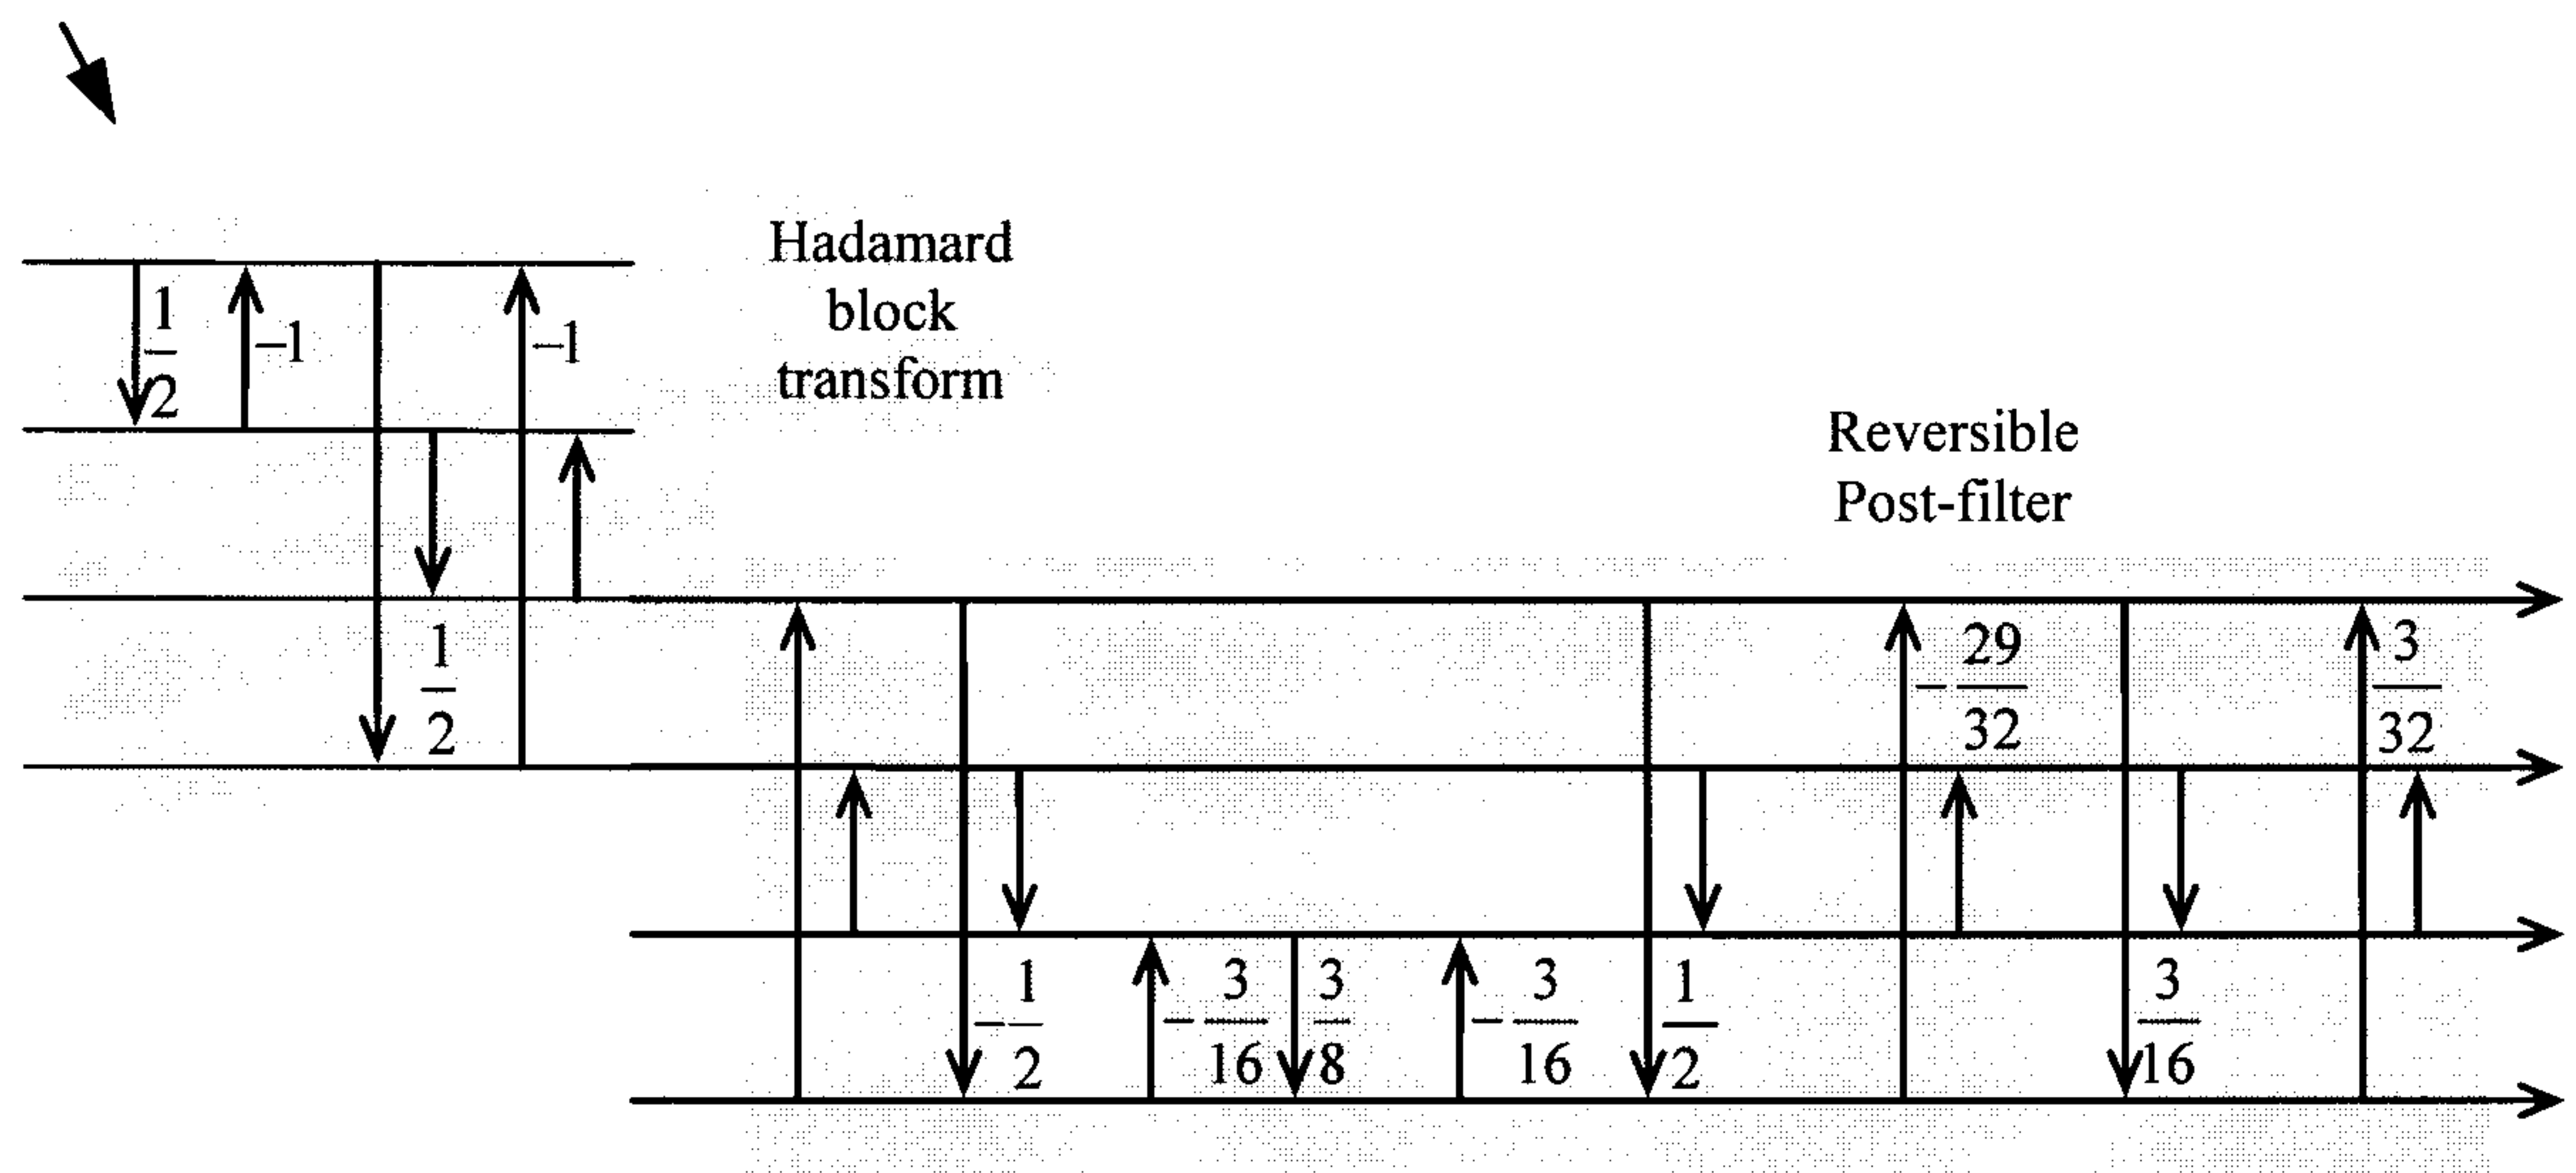 Hadamard
block
transform
1/2
–1
–1
1/2
Reversible
Post-filter
-1/2
-3/16
3/8
-3/16
1/2
-29/32
3/16
3/32